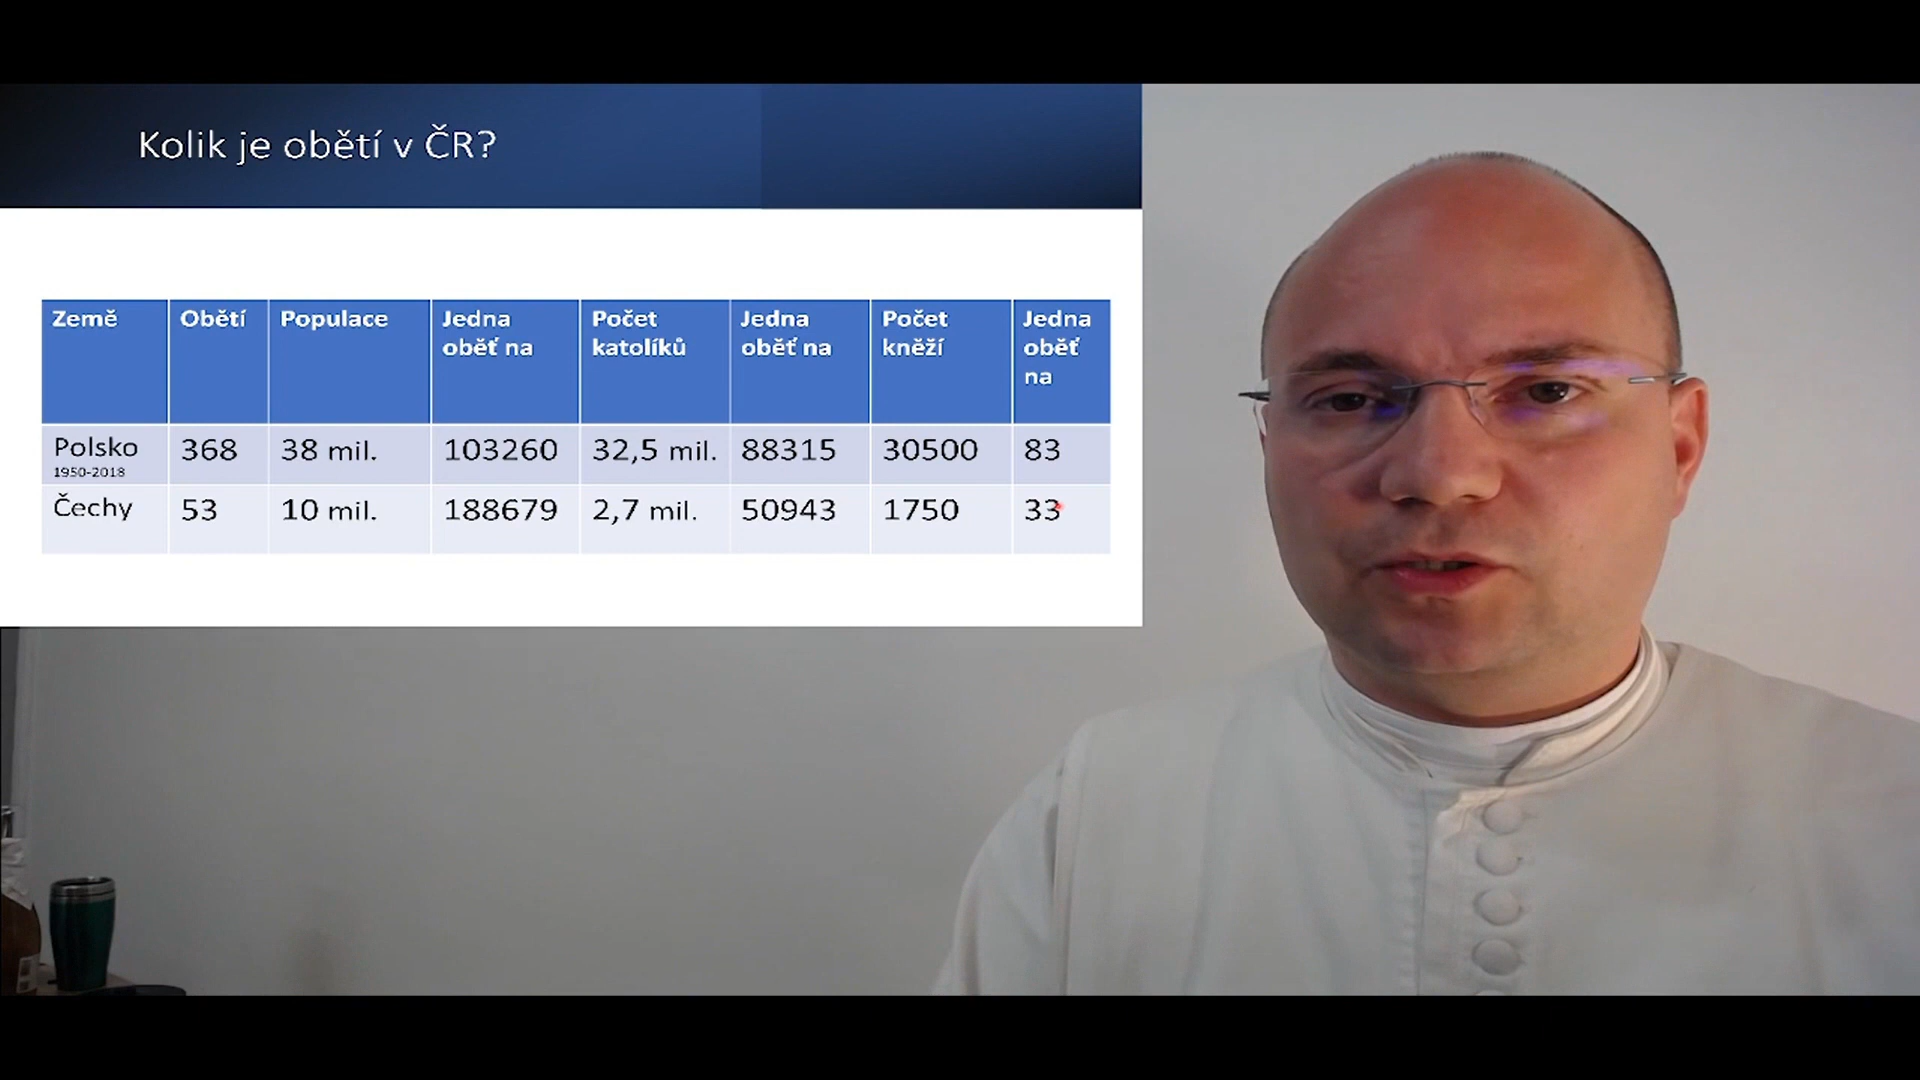 Kolik je obětí v ČR?
Země Obětí Populace Jedna oběť na Počet katolíků Jedna oběť na Počet kněží Jedna oběť na
Polsko 368 38 mil. 103260 32,5 mil. 88315 30500 83
1950-2018
Čechy 53 10 mil. 188679 2,7 mil. 50943 1750 33